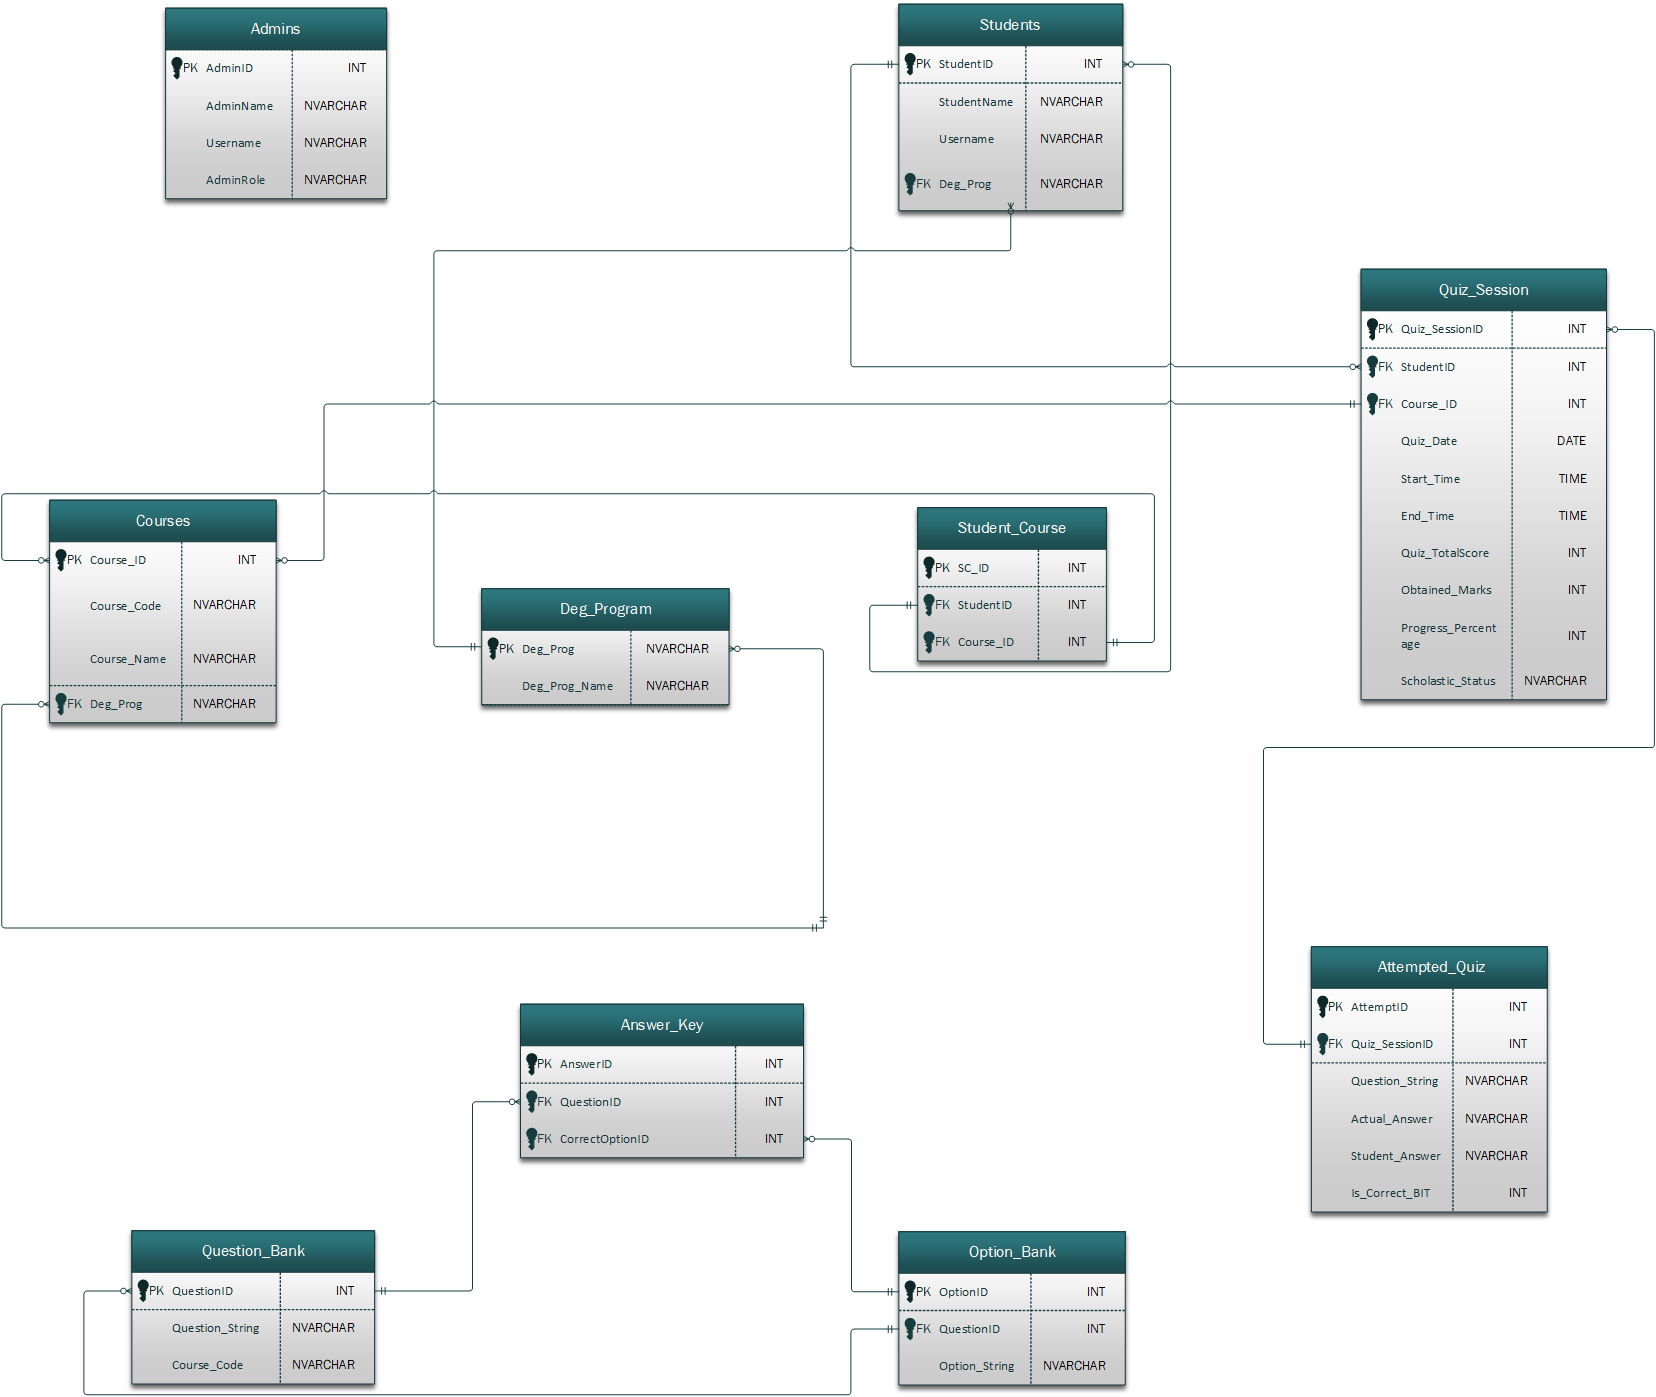 Admins
PK AdminID INT
AdminName NVARCHAR
Username NVARCHAR
AdminRole NVARCHAR
Students
PK StudentID INT
StudentName NVARCHAR
Username NVARCHAR
FK Deg_Prog NVARCHAR
Quiz_Session
PK Quiz_SessionID INT
FK StudentID INT
FK Course_ID INT
Quiz_Date DATE
Start_Time TIME
End_Time TIME
Quiz_TotalScore INT
Obtained_Marks INT
Progress_Percent
age INT
Scholastic_Status NVARCHAR
Courses
PK Course_ID INT
Course_Code NVARCHAR
Course_Name NVARCHAR
FK Deg_Prog NVARCHAR
Deg_Program
PK Deg_Prog NVARCHAR
Deg_Prog_Name NVARCHAR
Student_Course
PK SC_ID INT
FK StudentID INT
FK Course_ID INT
Attempted_Quiz
PK AttemptID INT
FK Quiz_SessionID INT
Question_String NVARCHAR
Actual_Answer NVARCHAR
Student_Answer NVARCHAR
Is_Correct_BIT INT
Answer_Key
PK AnswerID INT
FK QuestionID INT
FK CorrectOptionID INT
Question_Bank
PK QuestionID INT
Question_String NVARCHAR
Course_Code NVARCHAR
Option_Bank
PK OptionID INT
FK QuestionID INT
Option_String NVARCHAR